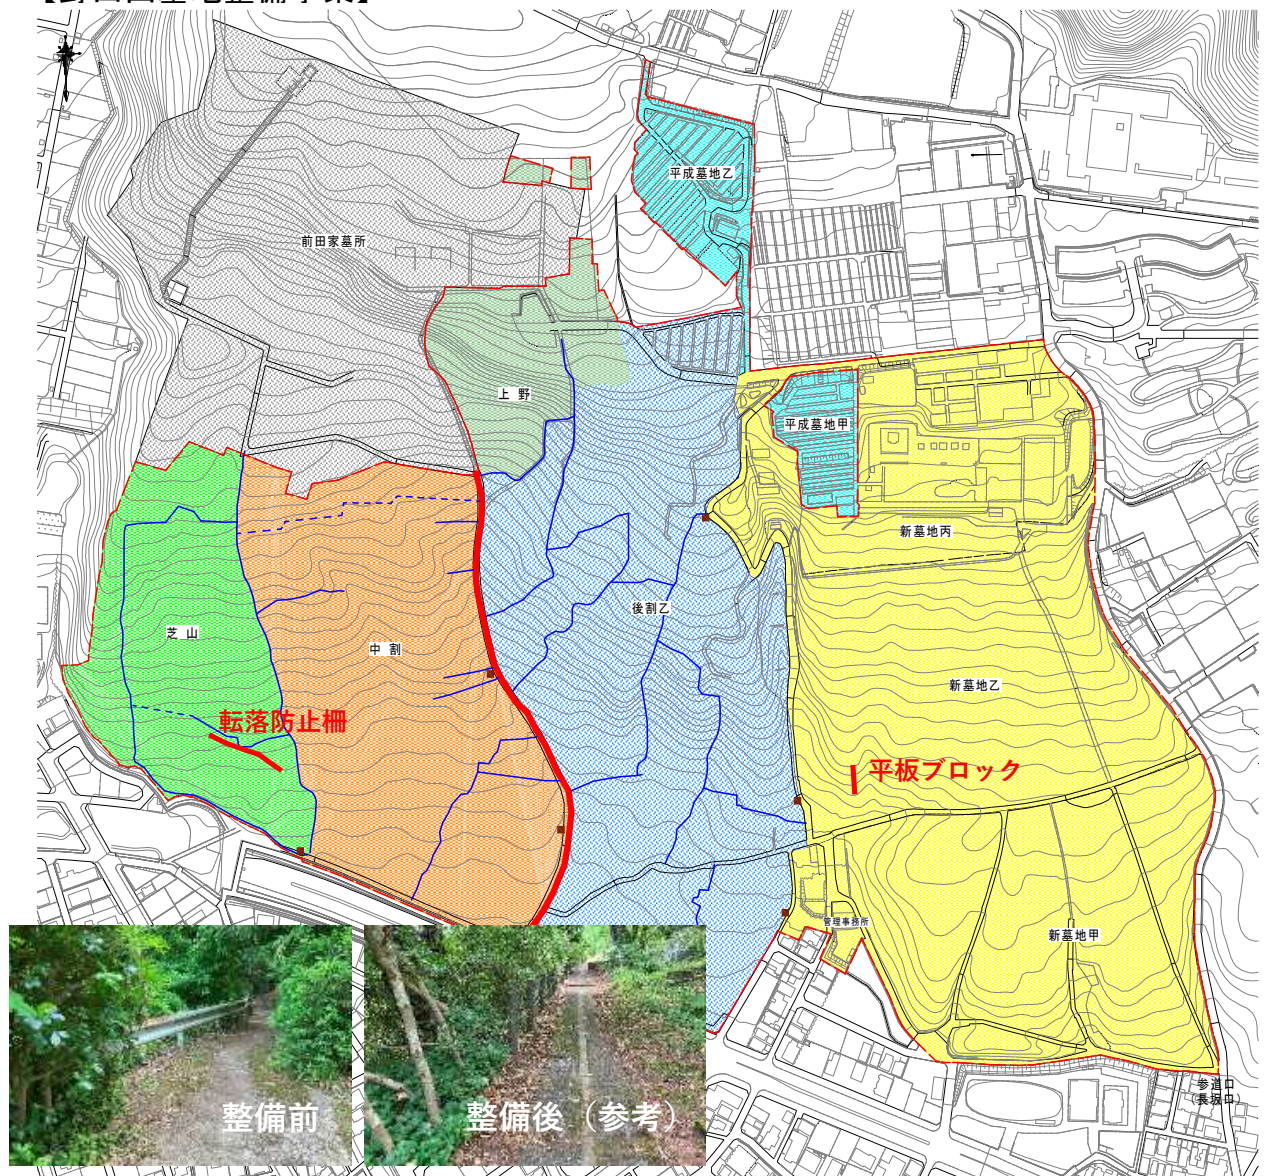 平成墓地乙
前田家墓所
上野
平成墓地甲
新墓地丙
後割乙
芝山
中割
新墓地乙
転落防止柵
平板ブロック
管理事務所
新墓地甲
整備前
整備後（参考）
参道口
（長坂口）